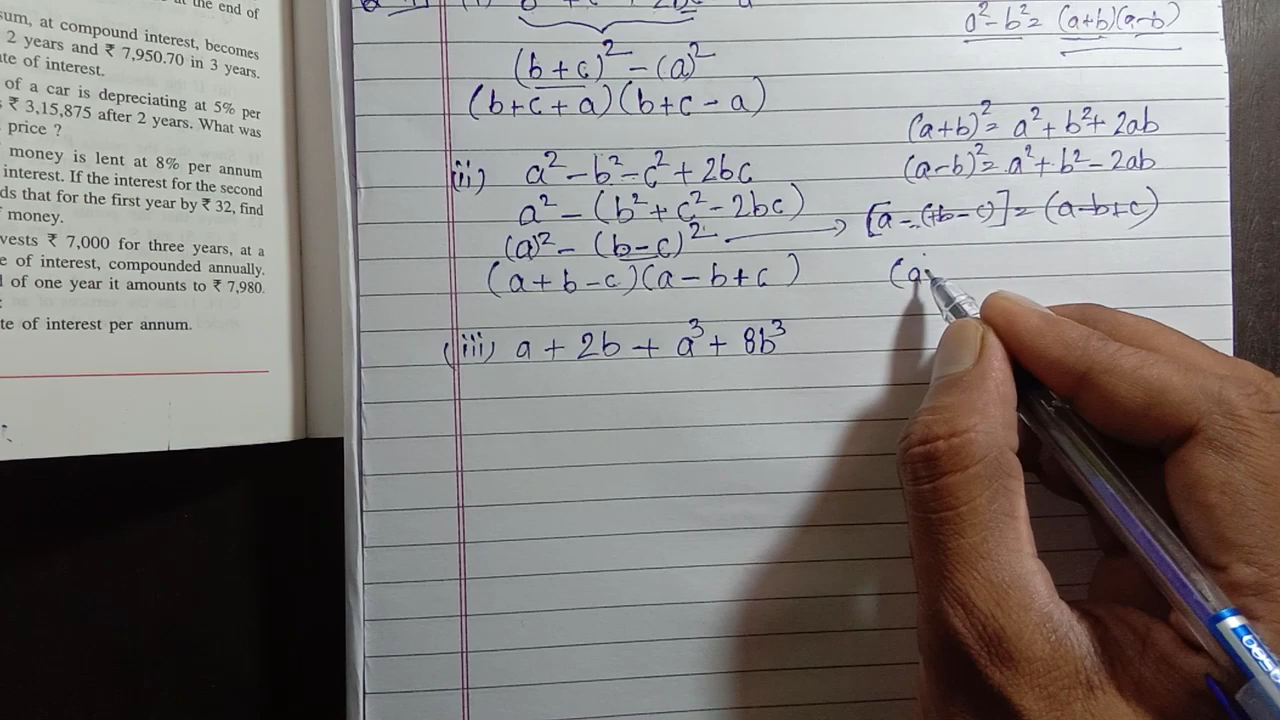 the end of
sum, at compound interest, becomes
2 years and ₹ 7,950.70 in 3 years.
ate of interest.
of a car is depreciating at 5% per
₹ 3,15,875 after 2 years. What was
price ?
money is lent at 8% per annum
interest. If the interest for the second
ds that for the first year by ₹ 32, find
money.
vests ₹ 7,000 for three years, at a
e of interest, compounded annually.
l of one year it amounts to ₹ 7,980.
te of interest per annum.
(b+c)² - (a)²
(b+c+a)(b+c-a)
(ii) a² - b² - c² + 2bc
a² - (b² + c² - 2bc)
(a)² - (b-c)² → [a - (+b - c)] = (a-b+c)
(a+b-c)(a-b+c)
(iii) a + 2b + a³ + 8b³
a² - b² = (a+b)(a-b)
(a+b)² = a² + b² + 2ab
(a-b)² = a² + b² - 2ab
(a